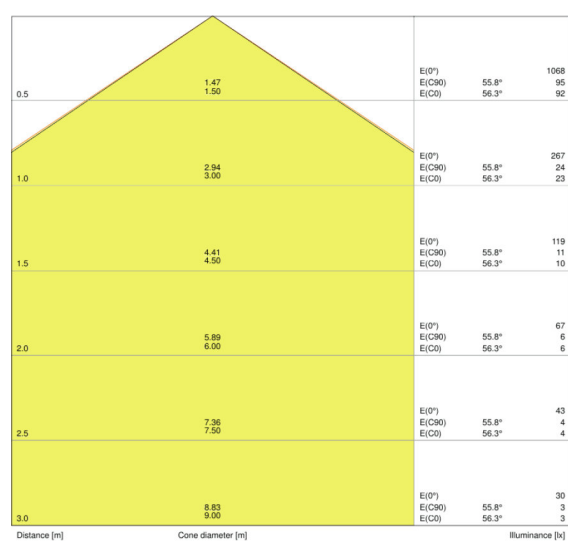 E(0°) 1068
1.47 E(C90) 55.8° 95
0.5 1.50 E(C0) 56.3° 92
E(0°) 267
2.94 E(C90) 55.8° 24
1.0 3.00 E(C0) 56.3° 23
E(0°) 119
4.41 E(C90) 55.8° 11
1.5 4.50 E(C0) 56.3° 10
E(0°) 67
5.89 E(C90) 55.8° 6
2.0 6.00 E(C0) 56.3° 6
E(0°) 43
7.36 E(C90) 55.8° 4
2.5 7.50 E(C0) 56.3° 4
E(0°) 30
8.83 E(C90) 55.8° 3
3.0 9.00 E(C0) 56.3° 3
Distance [m] Cone diameter [m] Illuminance [lx]